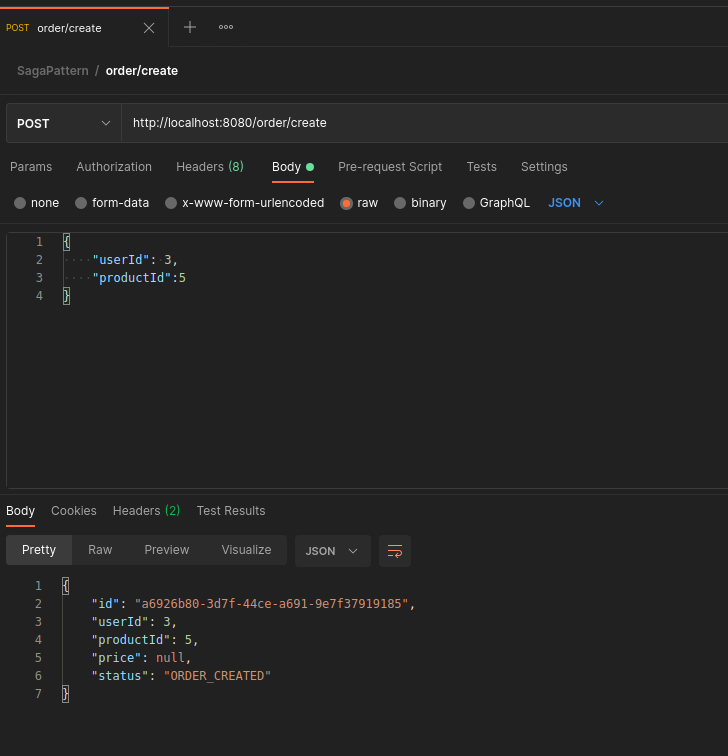 POST order/create
SagaPattern / order/create
POST http://localhost:8080/order/create
Params Authorization Headers (8) Body Pre-request Script Tests Settings
none form-data x-www-form-urlencoded raw binary GraphQL JSON
1 {
2 "userId": 3,
3 "productId":5
4 }
Body Cookies Headers (2) Test Results
Pretty Raw Preview Visualize JSON
1 {
2 "id": "a6926b80-3d7f-44ce-a691-9e7f37919185",
3 "userId": 3,
4 "productId": 5,
5 "price": null,
6 "status": "ORDER_CREATED"
7 }